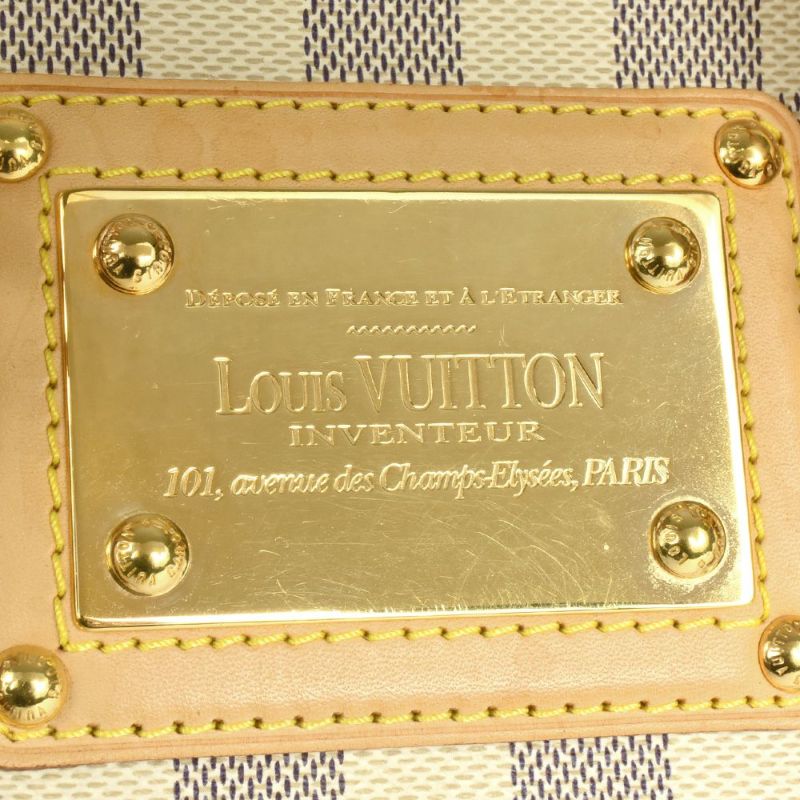 DÉPOSÉ EN FRANCE ET À L'ETRANGER
LOUIS VUITTON
INVENTEUR
101, avenue des Champs-Elysées, PARIS